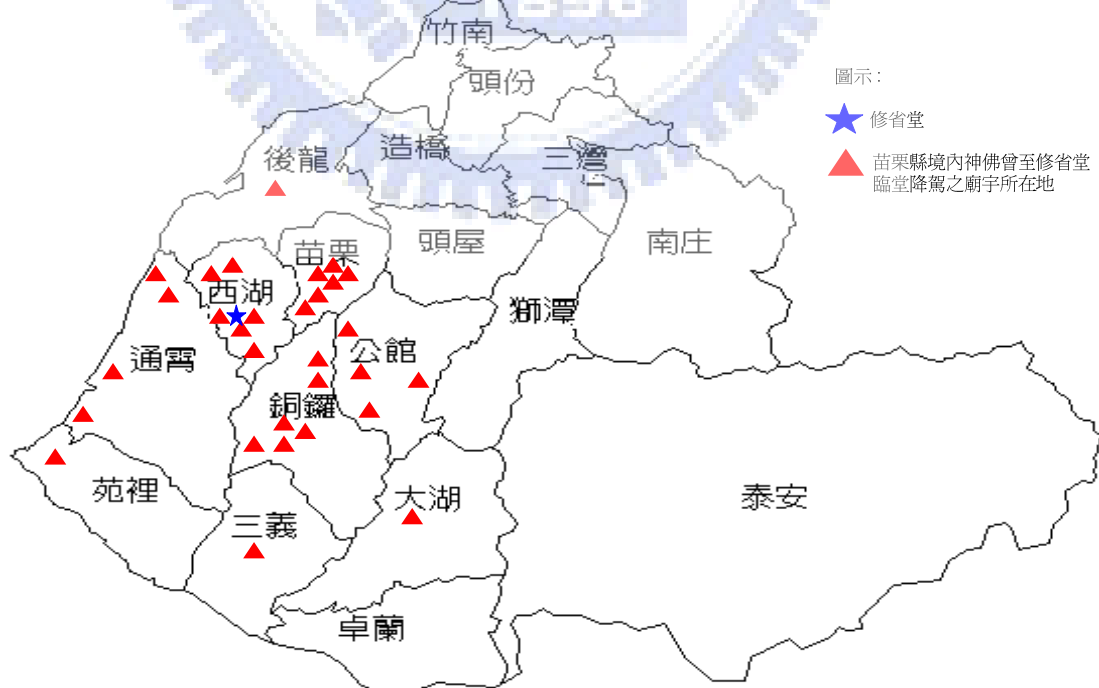 竹南
頭份
後龍
造橋
三灣
苗栗
頭屋
南庄
西湖
獅潭
通霄
公館
銅鑼
苑裡
三義
大湖
泰安
卓蘭
圖示：
修省堂
苗栗縣境內神佛曾至修省堂
臨堂降駕之廟宇所在地